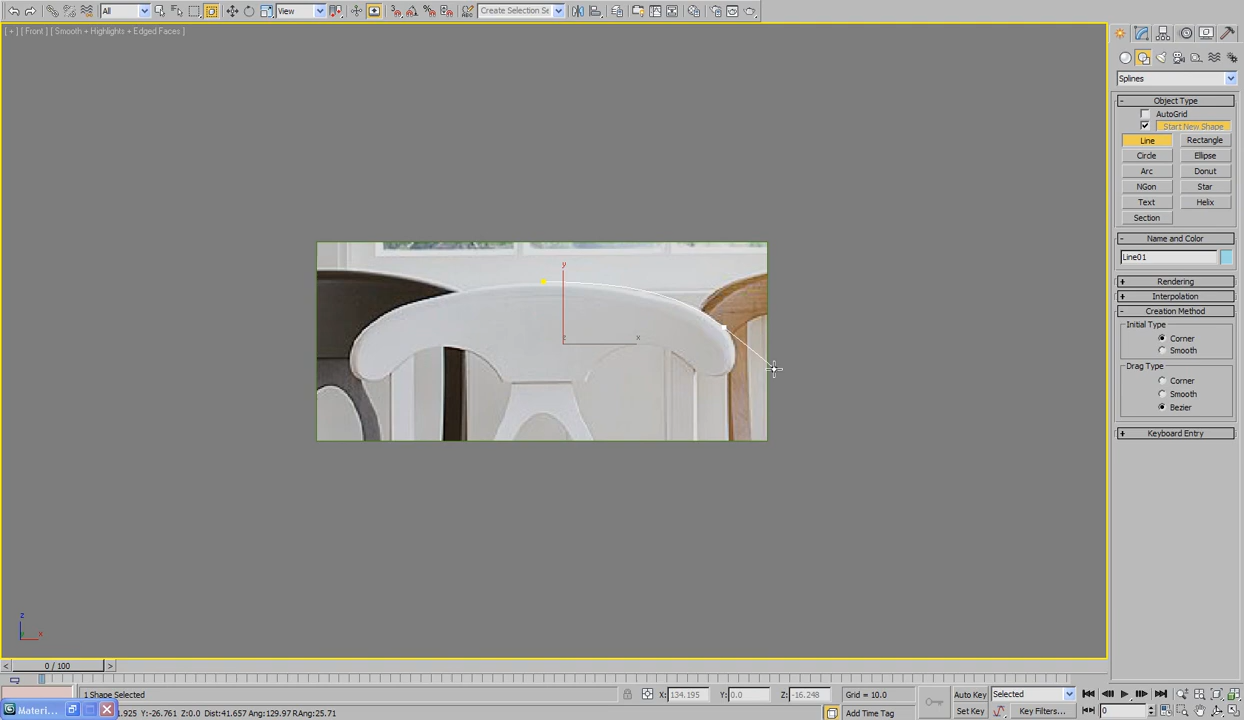 All
View
Create Selection Se
[ + ] [ Front ] [ Smooth + Highlights + Edged Faces ]
y
x
z
x
Splines
- Object Type
AutoGrid
Start New Shape
Line Rectangle
Circle Ellipse
Arc Donut
NGon Star
Text Helix
Section
- Name and Color
Line01
+ Rendering
+ Interpolation
- Creation Method
Initial Type
Corner
Smooth
Drag Type
Corner
Smooth
Bezier
+ Keyboard Entry
< 0 / 100 >
1 Shape Selected X: 134.195 Y: 0.0 Z: -16.248 Grid = 10.0 Auto Key Selected
Materi... 1.925 Y:-26.761 Z:0.0 Dist:41.657 Ang:129.97 RAng:25.71 Add Time Tag Set Key Key Filters... 0